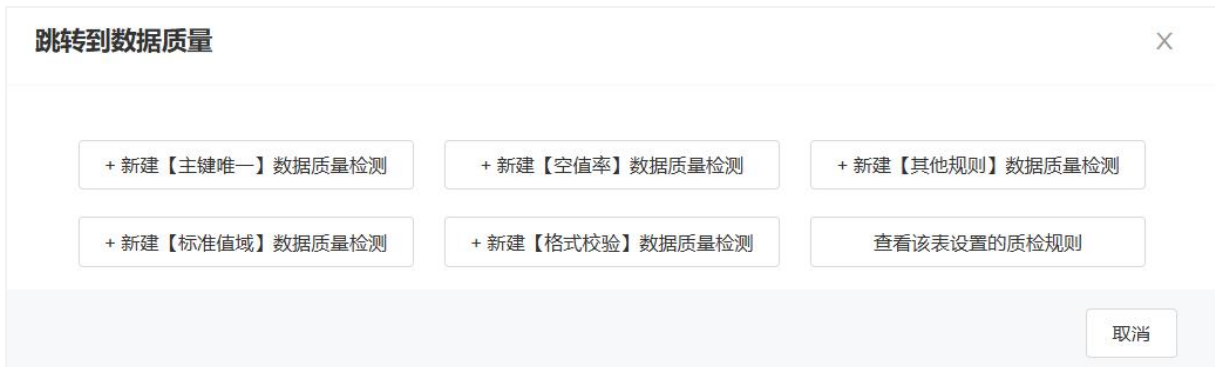 跳转到数据质量
+ 新建【主键唯一】数据质量检测
+ 新建【空值率】数据质量检测
+ 新建【其他规则】数据质量检测
+ 新建【标准值域】数据质量检测
+ 新建【格式校验】数据质量检测
查看该表设置的质检规则
取消